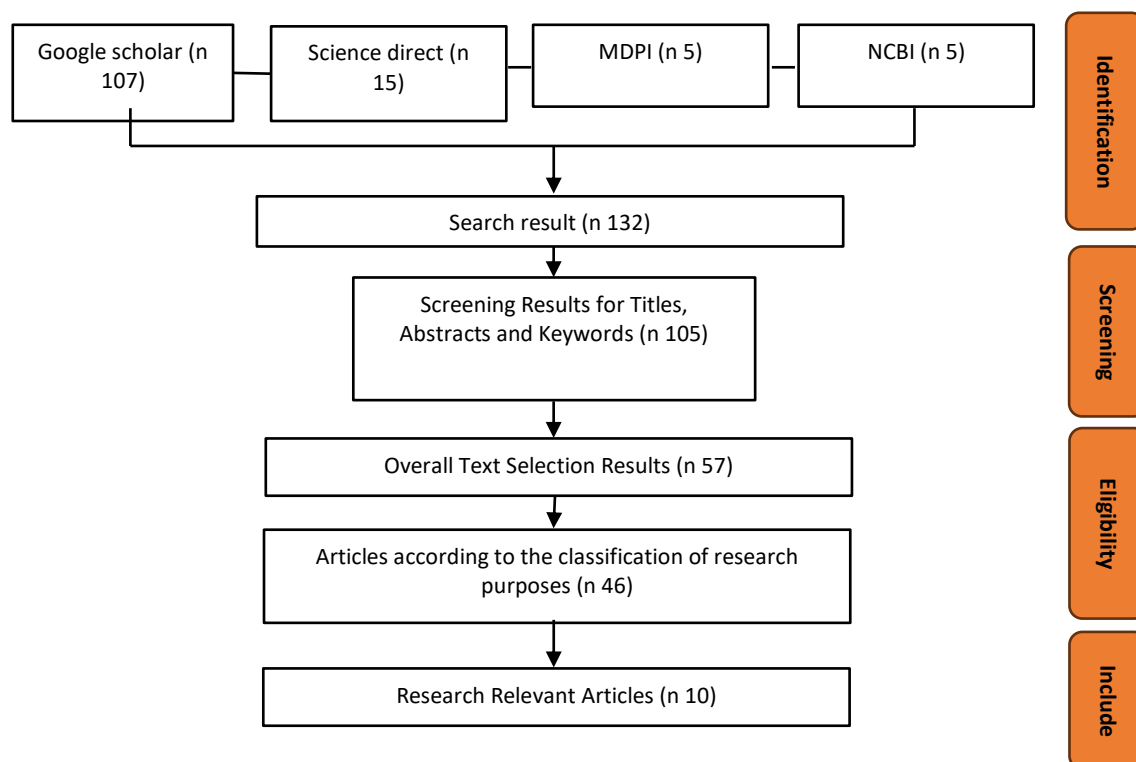 Google scholar (n
107)
Science direct (n
15)
MDPI (n 5)
NCBI (n 5)
Identification
Search result (n 132)
Screening Results for Titles,
Abstracts and Keywords (n 105)
Screening
Overall Text Selection Results (n 57)
Articles according to the classification of research
purposes (n 46)
Eligibility
Research Relevant Articles (n 10)
Include